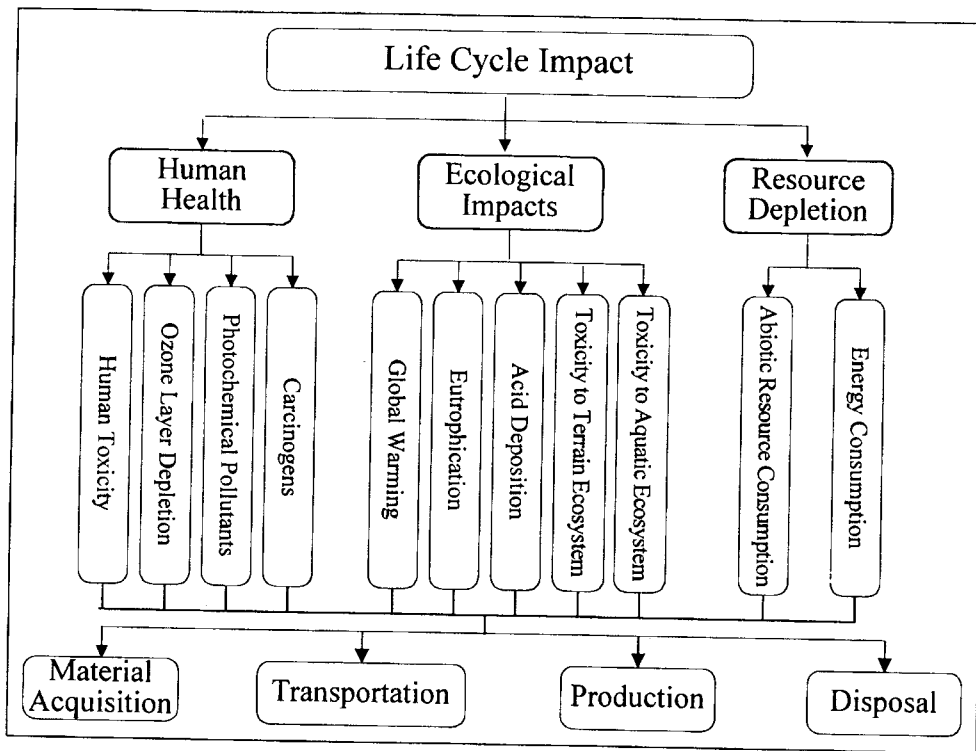 Life Cycle Impact
Human
Health
Ecological
Impacts
Resource
Depletion
Human Toxicity
Ozone Layer Depletion
Photochemical Pollutants
Carcinogens
Global Warming
Eutrophication
Acid Deposition
Toxicity to Terrain Ecosystem
Toxicity to Aquatic Ecosystem
Abiotic Resource Consumption
Energy Consumption
Material
Acquisition
Transportation
Production
Disposal